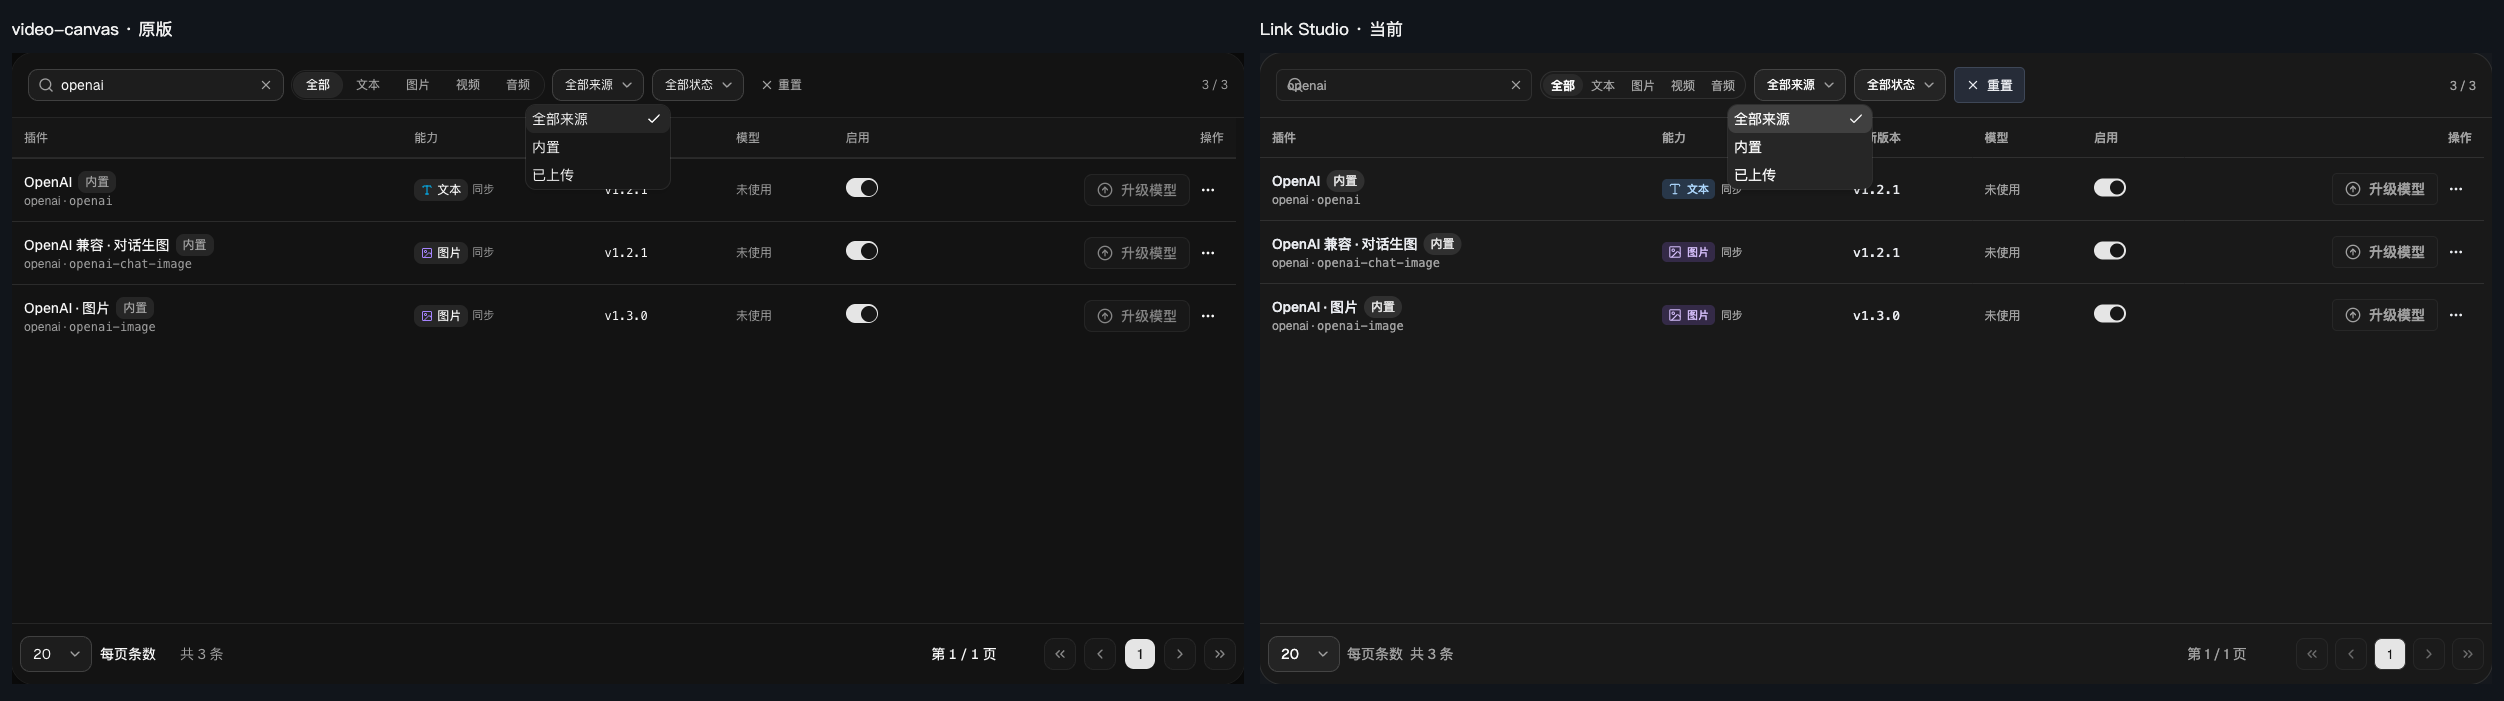 video-canvas · 原版
openai
全部 文本 图片 视频 音频
全部来源
全部状态
重置
3 / 3
全部来源
内置
已上传
插件 能力 模型 启用 操作
OpenAI 内置
openai · openai
文本 同步 v1.2.1 未使用 升级模型
OpenAI 兼容 · 对话生图 内置
openai · openai-chat-image
图片 同步 v1.2.1 未使用 升级模型
OpenAI · 图片 内置
openai · openai-image
图片 同步 v1.3.0 未使用 升级模型
20 每页条数 共 3 条 第 1 / 1 页 1
Link Studio · 当前
openai
全部 文本 图片 视频 音频
全部来源
全部状态
重置
3 / 3
全部来源
内置
已上传
插件 能力 版本 模型 启用 操作
OpenAI 内置
openai · openai
文本 同步 v1.2.1 未使用 升级模型
OpenAI 兼容 · 对话生图 内置
openai · openai-chat-image
图片 同步 v1.2.1 未使用 升级模型
OpenAI · 图片 内置
openai · openai-image
图片 同步 v1.3.0 未使用 升级模型
20 每页条数 共 3 条 第 1 / 1 页 1